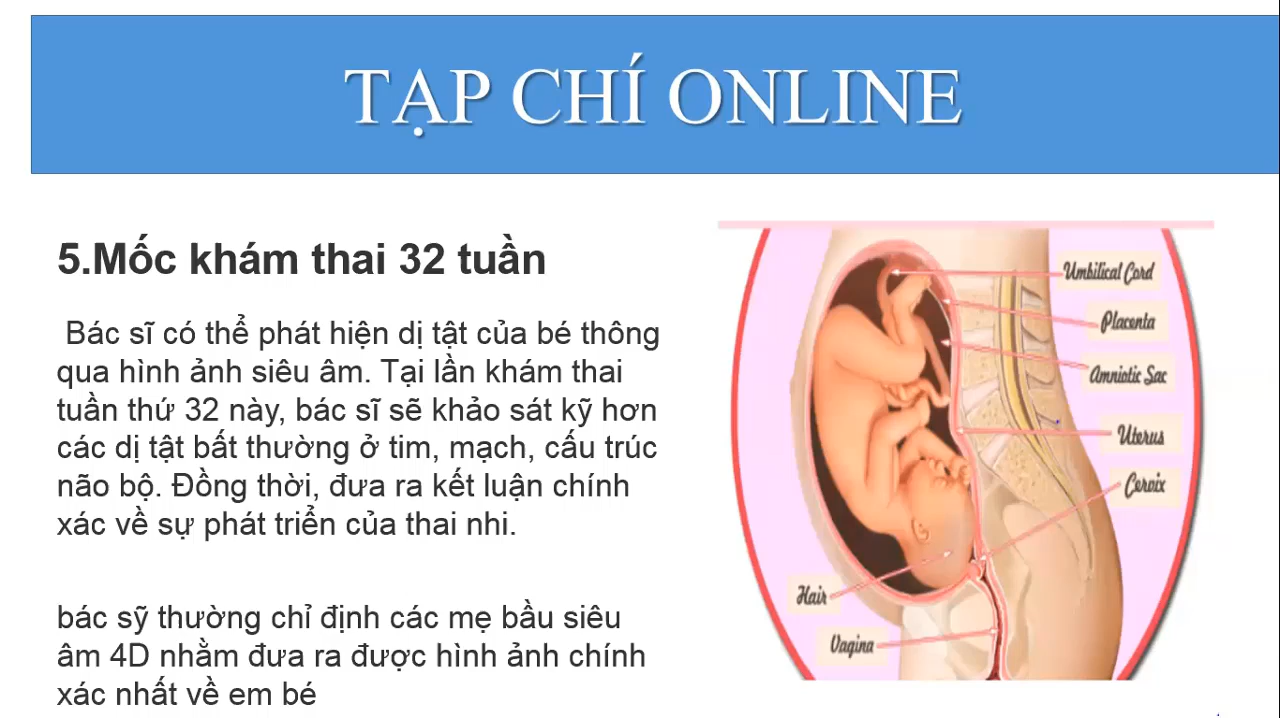 TẠP CHÍ ONLINE
5.Mốc khám thai 32 tuần
Bác sĩ có thể phát hiện dị tật của bé thông
qua hình ảnh siêu âm. Tại lần khám thai
tuần thứ 32 này, bác sĩ sẽ khảo sát kỹ hơn
các dị tật bất thường ở tim, mạch, cấu trúc
não bộ. Đồng thời, đưa ra kết luận chính
xác về sự phát triển của thai nhi.
bác sỹ thường chỉ định các mẹ bầu siêu
âm 4D nhằm đưa ra được hình ảnh chính
xác nhất về em bé
Umbilical Cord
Placenta
Amniotic Sac
Uterus
Cervix
Hair
Vagina